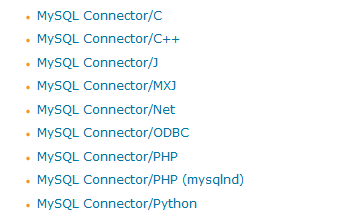 MySQL Connector/C
MySQL Connector/C++
MySQL Connector/J
MySQL Connector/MXJ
MySQL Connector/Net
MySQL Connector/ODBC
MySQL Connector/PHP
MySQL Connector/PHP (mysqlnd)
MySQL Connector/Python